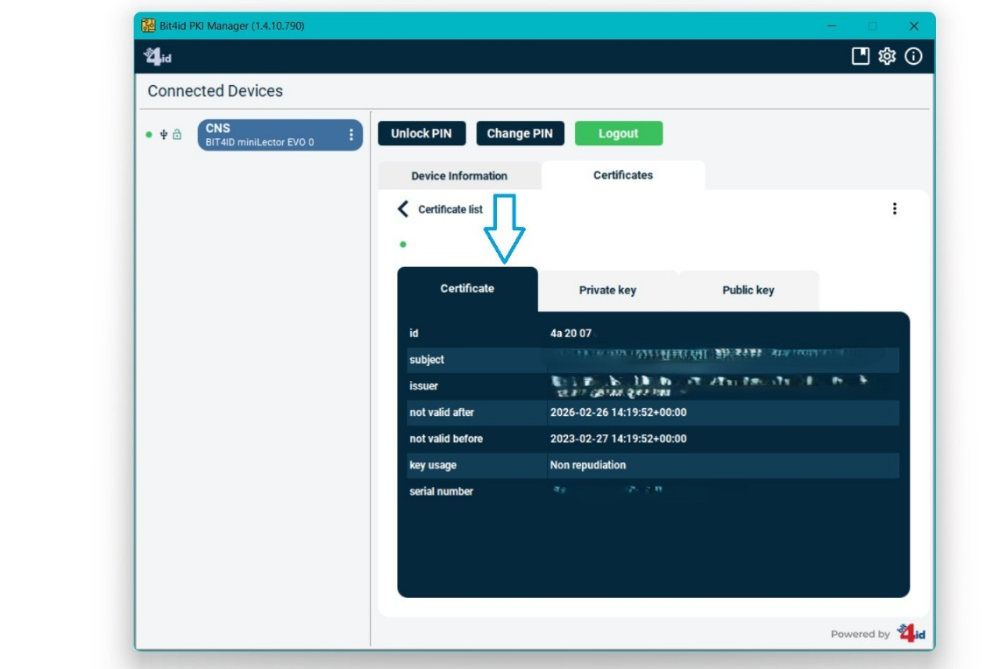 Bit4id PKI Manager (1.4.10.790)
4id
Connected Devices
CNS
BIT4ID miniLector EVO 0
Unlock PIN
Change PIN
Logout
Device Information
Certificates
Certificate list
Certificate
Private key
Public key
id 4a 20 07
subject
issuer
not valid after 2026-02-26 14:19:52+00:00
not valid before 2023-02-27 14:19:52+00:00
key usage Non repudiation
serial number
Powered by 4id